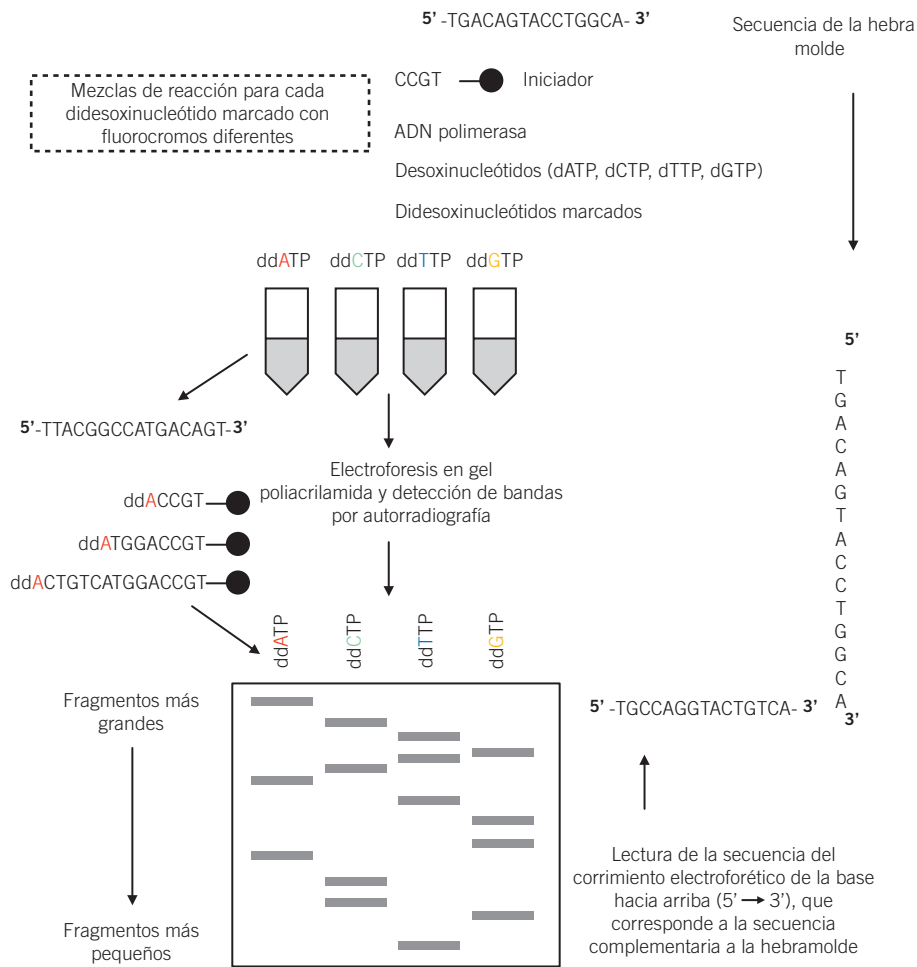 5' -TGACAGTACCTGGCA- 3'
Secuencia de la hebra
molde
Mezclas de reacción para cada
didesoxinucleótido marcado con
fluorocromos diferentes
CCGT Iniciador
ADN polimerasa
Desoxinucleótidos (dATP, dCTP, dTTP, dGTP)
Didesoxinucleótidos marcados
ddATP ddCTP ddTTP ddGTP
5'-TTACGGCCATGACAGT-3'
Electroforesis en gel
poliacrilamida y detección de bandas
por autorradiografía
ddACCGT
ddATGGACCGT
ddACTGTCATGGACCGT
ddATP
ddCTP
ddTTP
ddGTP
Fragmentos más
grandes
Fragmentos más
pequeños
5'
T
G
A
C
A
G
T
A
C
C
T
G
G
C
A
3'
5' -TGCCAGGTACTGTCA- 3'
Lectura de la secuencia del
corrimiento electroforético de la base
hacia arriba (5' → 3'), que
corresponde a la secuencia
complementaria a la hebramolde